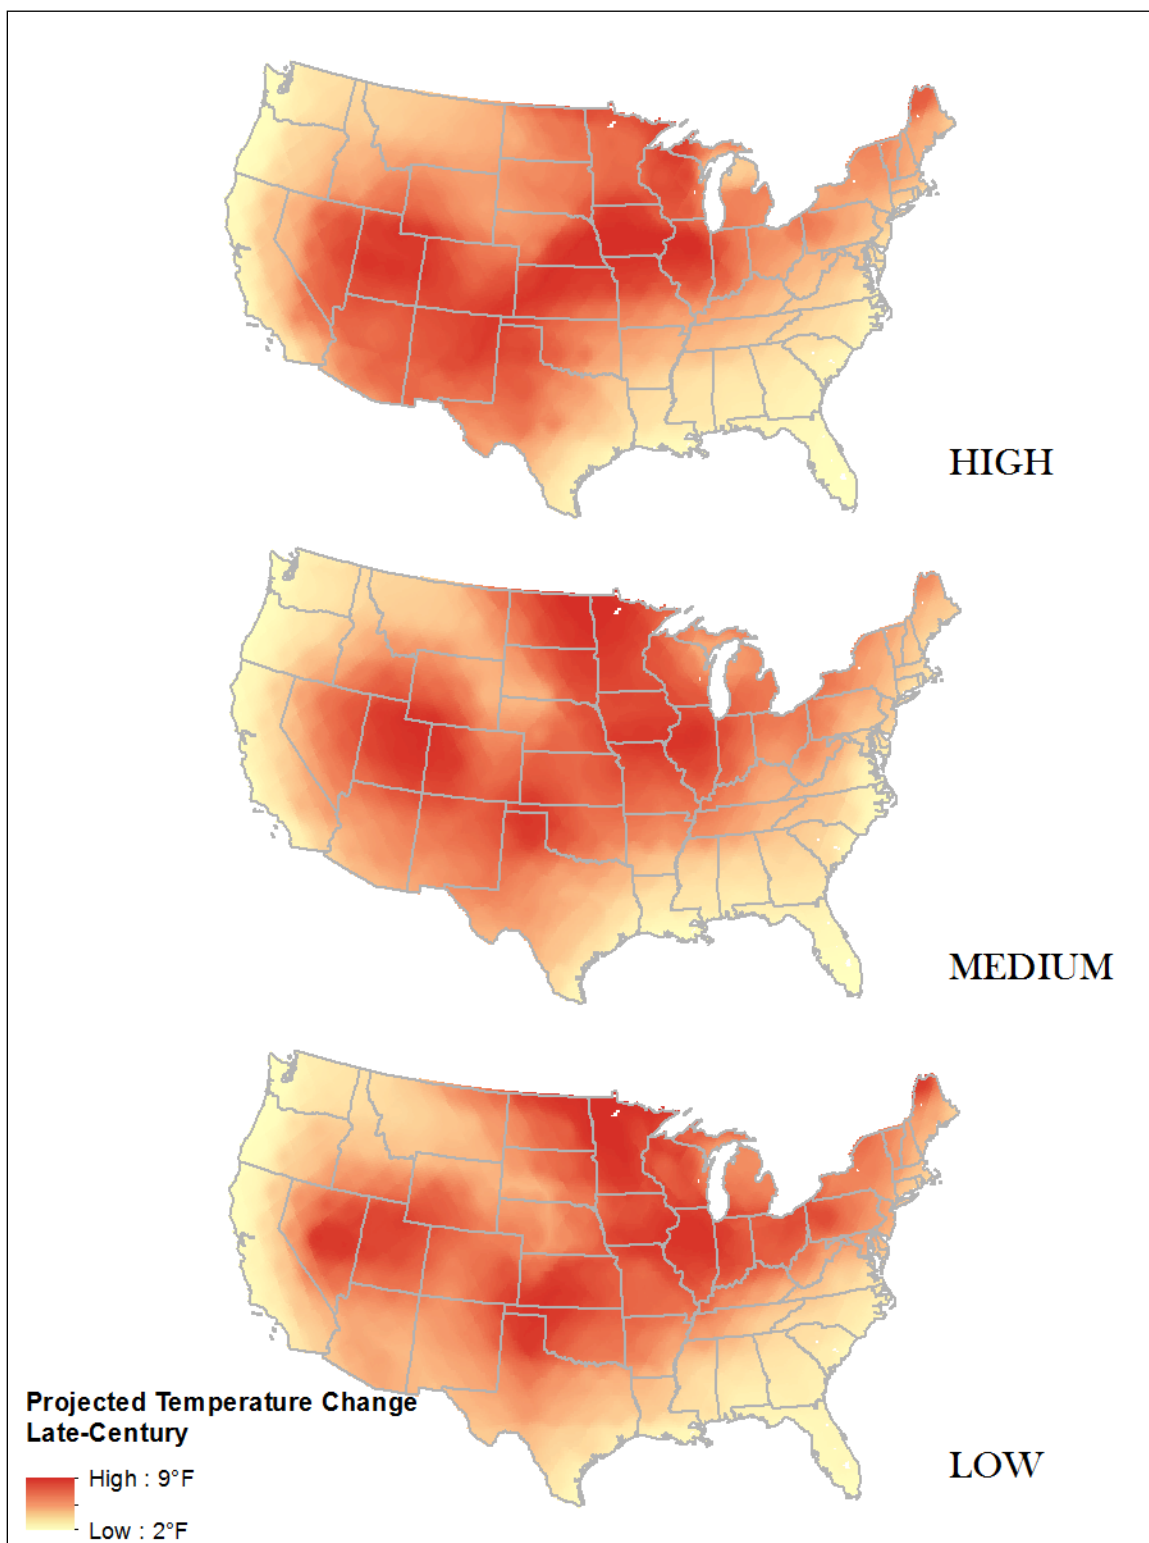 HIGH
MEDIUM
LOW
Projected Temperature Change
Late-Century
High : 9°F
Low : 2°F